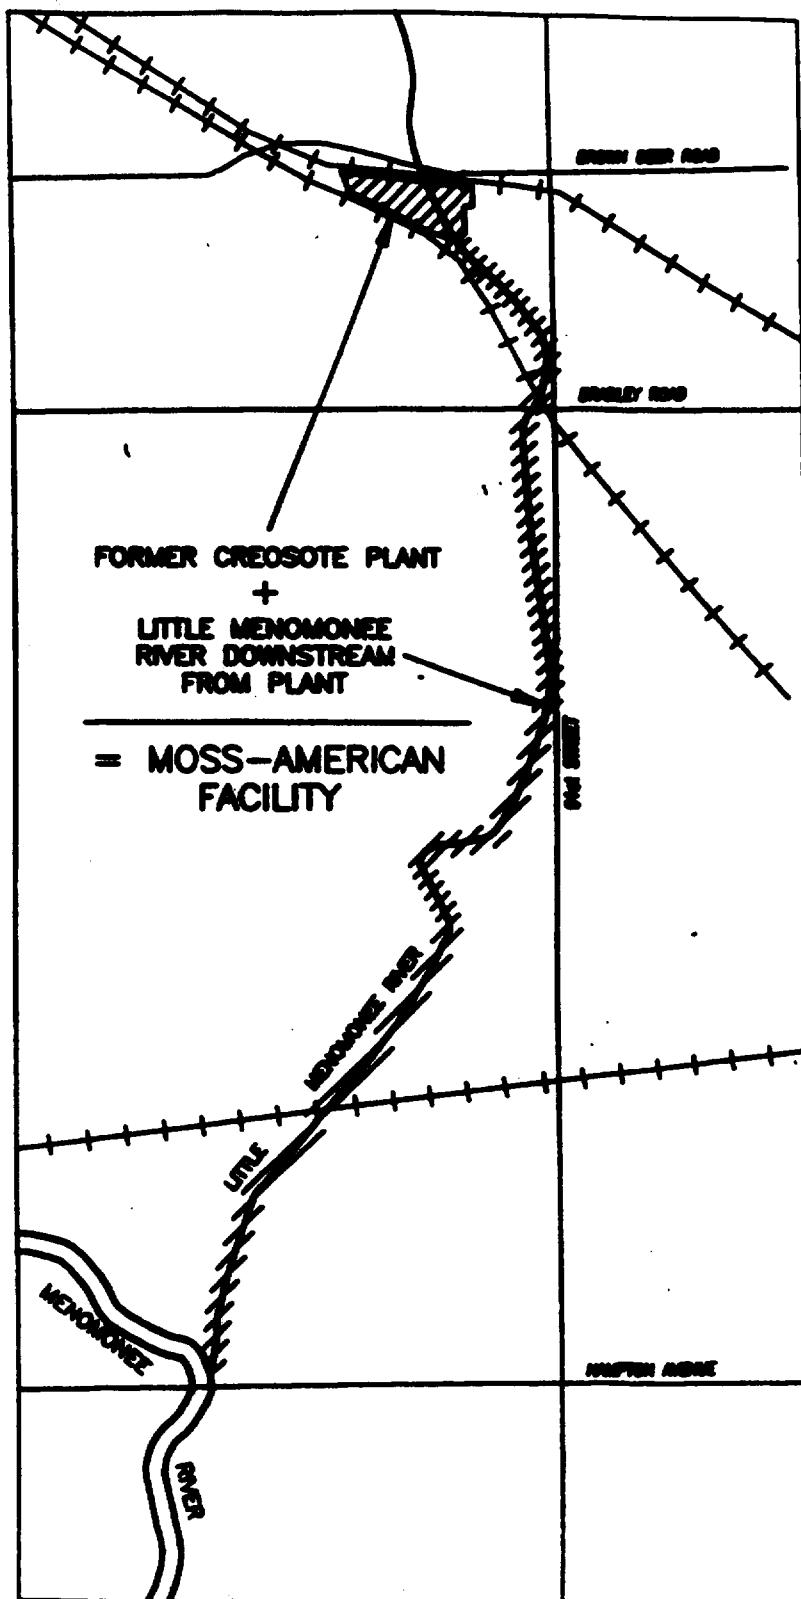 BROWN DEER ROAD
BRADLEY ROAD
FORMER CREOSOTE PLANT
+
LITTLE MENOMONEE
RIVER DOWNSTREAM
FROM PLANT
= MOSS-AMERICAN
FACILITY
STREET
LITTLE MENOMONEE RIVER
MENOMONEE
RIVER
HAMPTON AVENUE